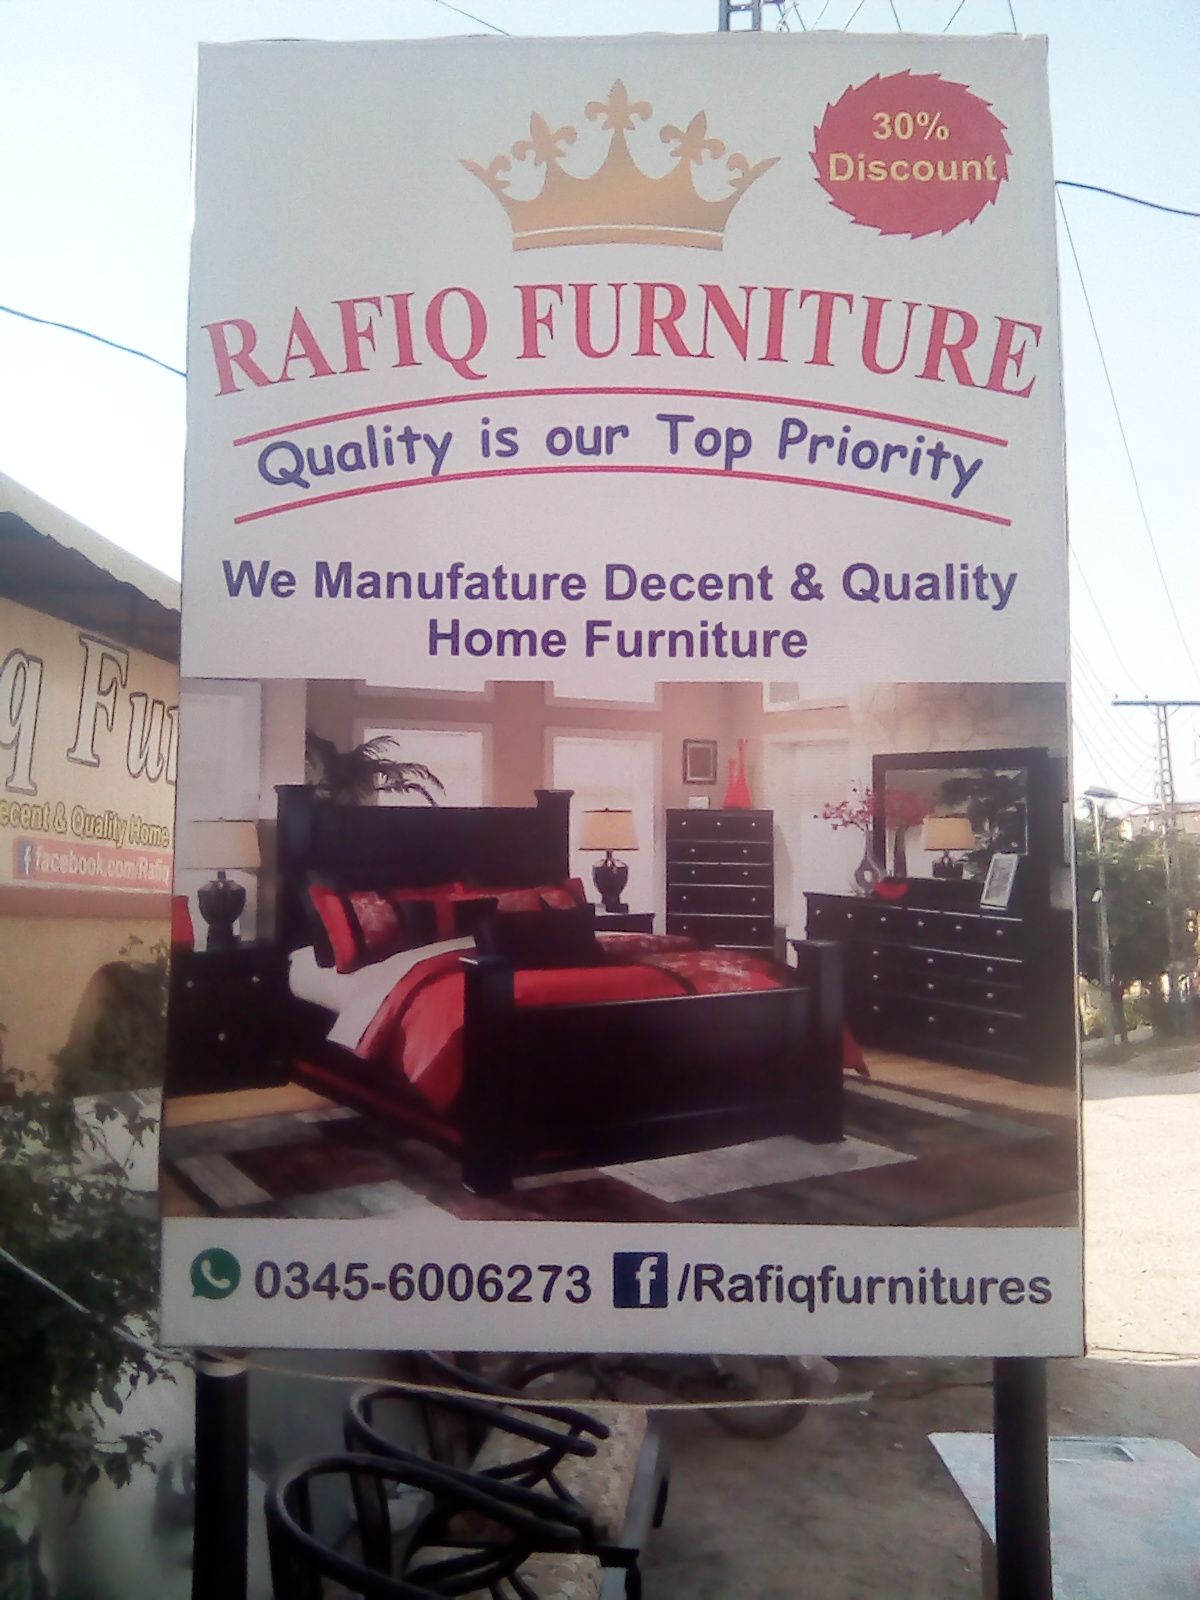 30%
Discount
RAFIQ FURNITURE
Quality is our Top Priority
We Manufature Decent & Quality
Home Furniture
0345-6006273 f /Rafiqfurnitures
q Fur
ecent & Quality Home
f facebook.com/Rafiq